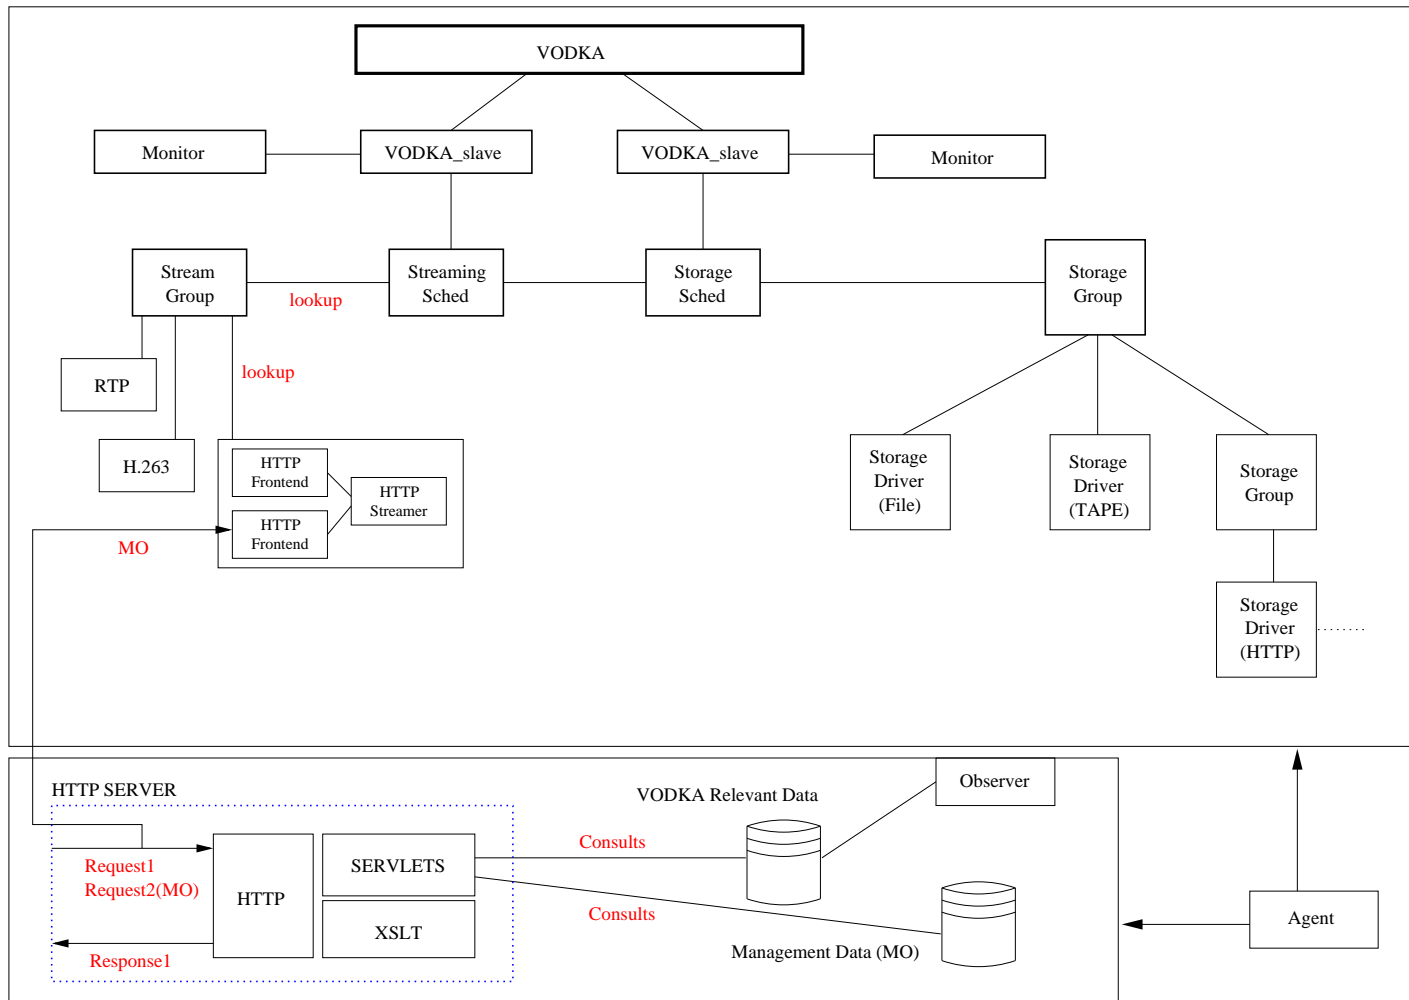 VODKA
Monitor
VODKA_slave
VODKA_slave
Monitor
Stream
Group
lookup
Streaming
Sched
Storage
Sched
Storage
Group
RTP
lookup
H.263
HTTP
Frontend
HTTP
Streamer
HTTP
Frontend
MO
Storage
Driver
(File)
Storage
Driver
(TAPE)
Storage
Group
Storage
Driver
(HTTP)
HTTP SERVER
Request1
Request2(MO)
Response1
HTTP
SERVLETS
XSLT
Consults
Consults
VODKA Relevant Data
Observer
Management Data (MO)
Agent